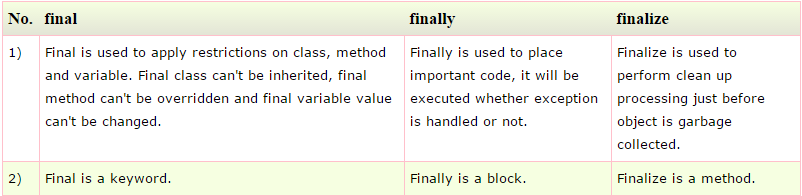 No. final finally finalize
1) Final is used to apply restrictions on class, method and variable. Final class can't be inherited, final method can't be overridden and final variable value can't be changed.
Finally is used to place important code, it will be executed whether exception is handled or not.
Finalize is used to perform clean up processing just before object is garbage collected.
2) Final is a keyword. Finally is a block. Finalize is a method.